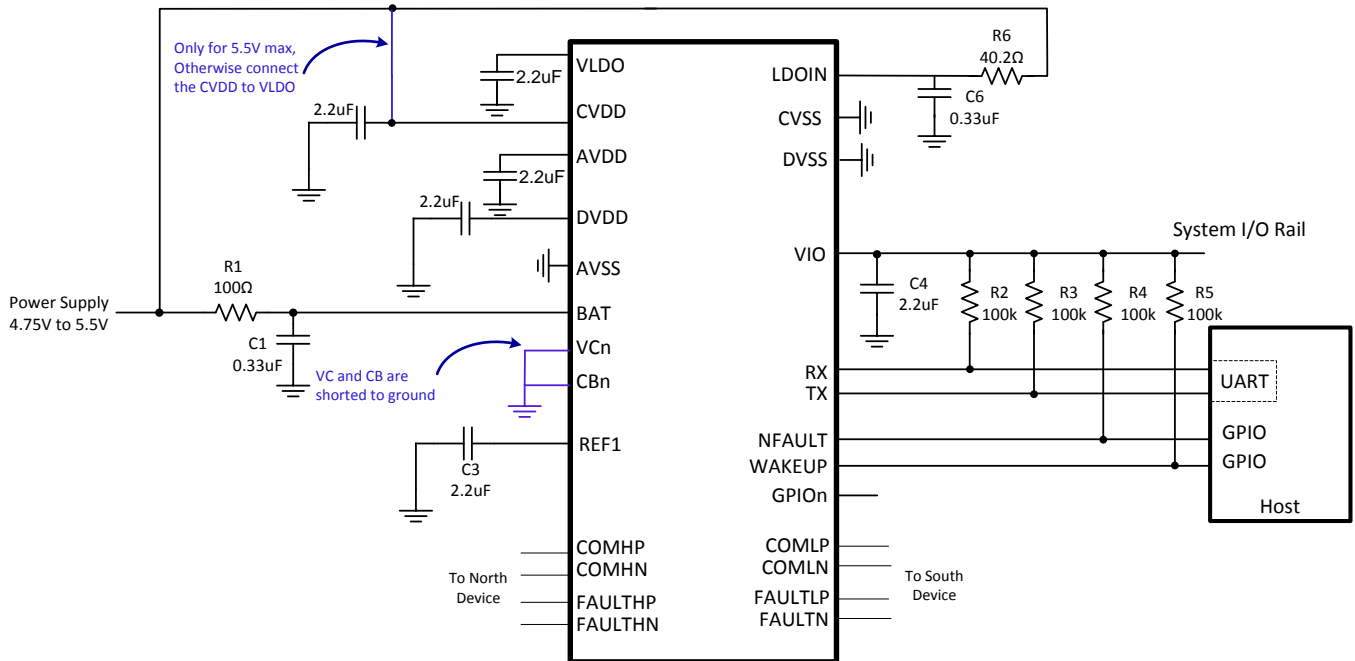 Only for 5.5V max,
Otherwise connect
the CVDD to VLDO
2.2uF
VLDO
2.2uF
CVDD
AVDD
2.2uF
2.2uF
DVDD
AVSS
R1
100Ω
Power Supply
4.75V to 5.5V
BAT
C1
0.33uF
VCn
CBn
VC and CB are
shorted to ground
REF1
C3
2.2uF
COMHP
COMHN
To North
Device
FAULTHP
FAULTHN
R6
40.2Ω
LDOIN
C6
0.33uF
CVSS
DVSS
System I/O Rail
VIO
C4
2.2uF
R2
100k
R3
100k
R4
100k
R5
100k
RX
TX
UART
NFAULT
GPIO
WAKEUP
GPIO
GPIOn
Host
COMLP
COMLN
To South
Device
FAULTLP
FAULTN